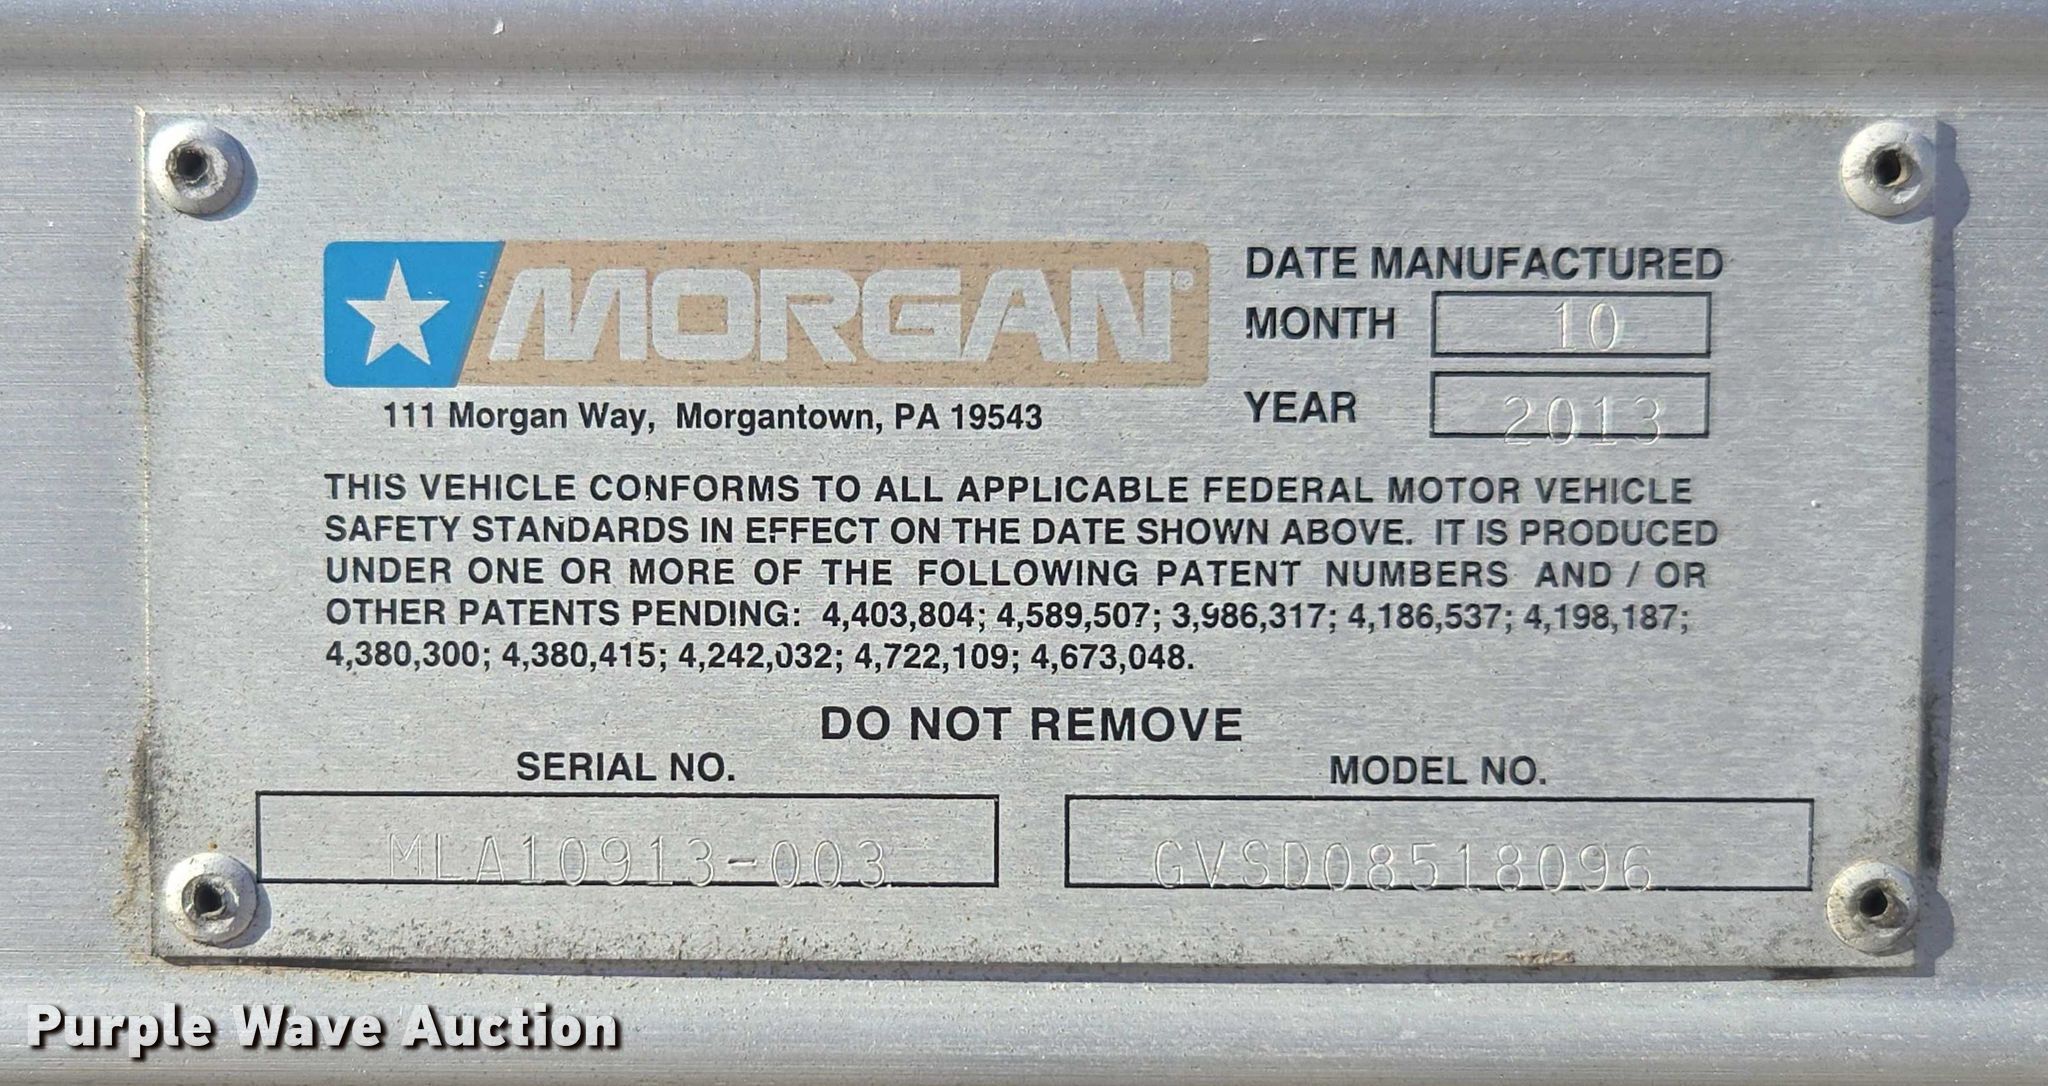 MORGAN®
111 Morgan Way, Morgantown, PA 19543
DATE MANUFACTURED
MONTH 10
YEAR 2013
THIS VEHICLE CONFORMS TO ALL APPLICABLE FEDERAL MOTOR VEHICLE
SAFETY STANDARDS IN EFFECT ON THE DATE SHOWN ABOVE. IT IS PRODUCED
UNDER ONE OR MORE OF THE FOLLOWING PATENT NUMBERS AND / OR
OTHER PATENTS PENDING: 4,403,804; 4,589,507; 3,986,317; 4,186,537; 4,198,187;
4,380,300; 4,380,415; 4,242,032; 4,722,109; 4,673,048.
DO NOT REMOVE
SERIAL NO.
MLA10913-003
MODEL NO.
GVSD08518096
Purple Wave Auction